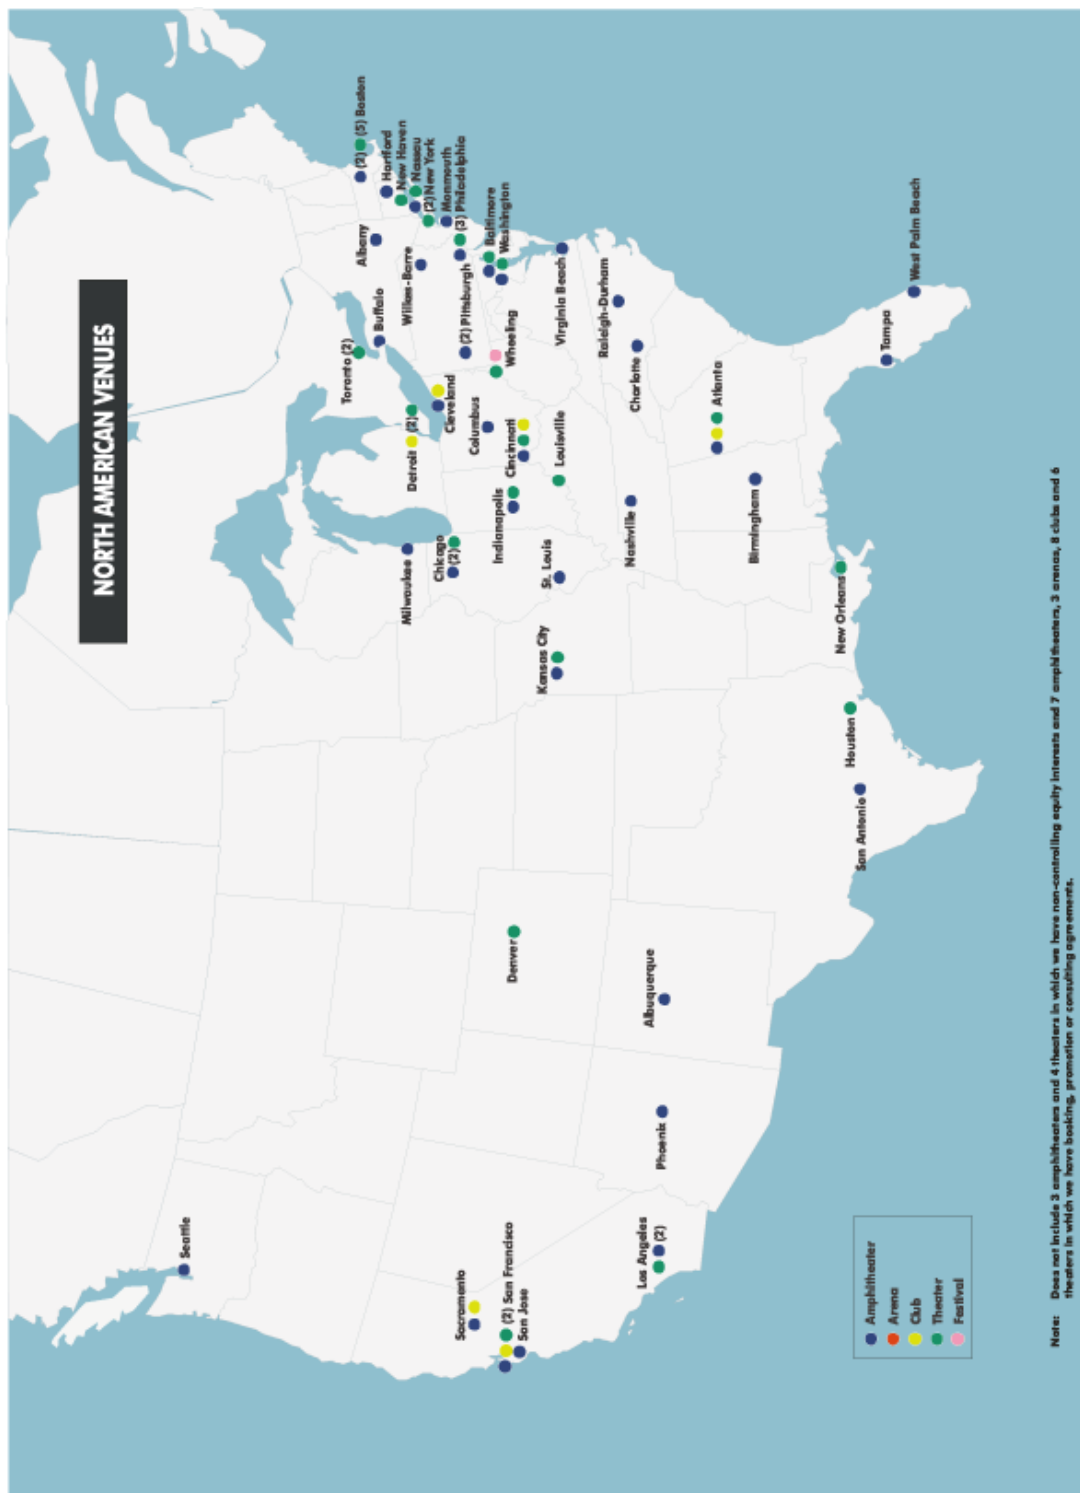 NORTH AMERICAN VENUES
Seattle
Sacramento
(2) San Francisco
San Jose
Los Angeles
(2)
Phoenix
Albuquerque
Denver
San Antonio
Houston
New Orleans
Kansas City
St. Louis
Milwaukee
Chicago
(2)
Indianapolis
Cincinnati
Louisville
Nashville
Birmingham
Atlanta
Columbus
Cleveland
Detroit
(2)
Toronto (2)
Buffalo
(2) Pittsburgh
Wheeling
Charlotte
Raleigh-Durham
Virginia Beach
Tampa
West Palm Beach
Albany
Wilkes-Barre
(2)
(5) Boston
Hartford
New Haven
Nassau
(2) New York
Monmouth
(3) Philadelphia
Baltimore
Washington
Amphitheater
Arena
Club
Theater
Festival
Note: Does not include 3 amphitheaters and 4 theaters in which we have non-controlling equity interests and 7 amphitheaters, 3 arenas, 8 clubs and 6
theaters in which we have booking, promotion or consulting agreements.